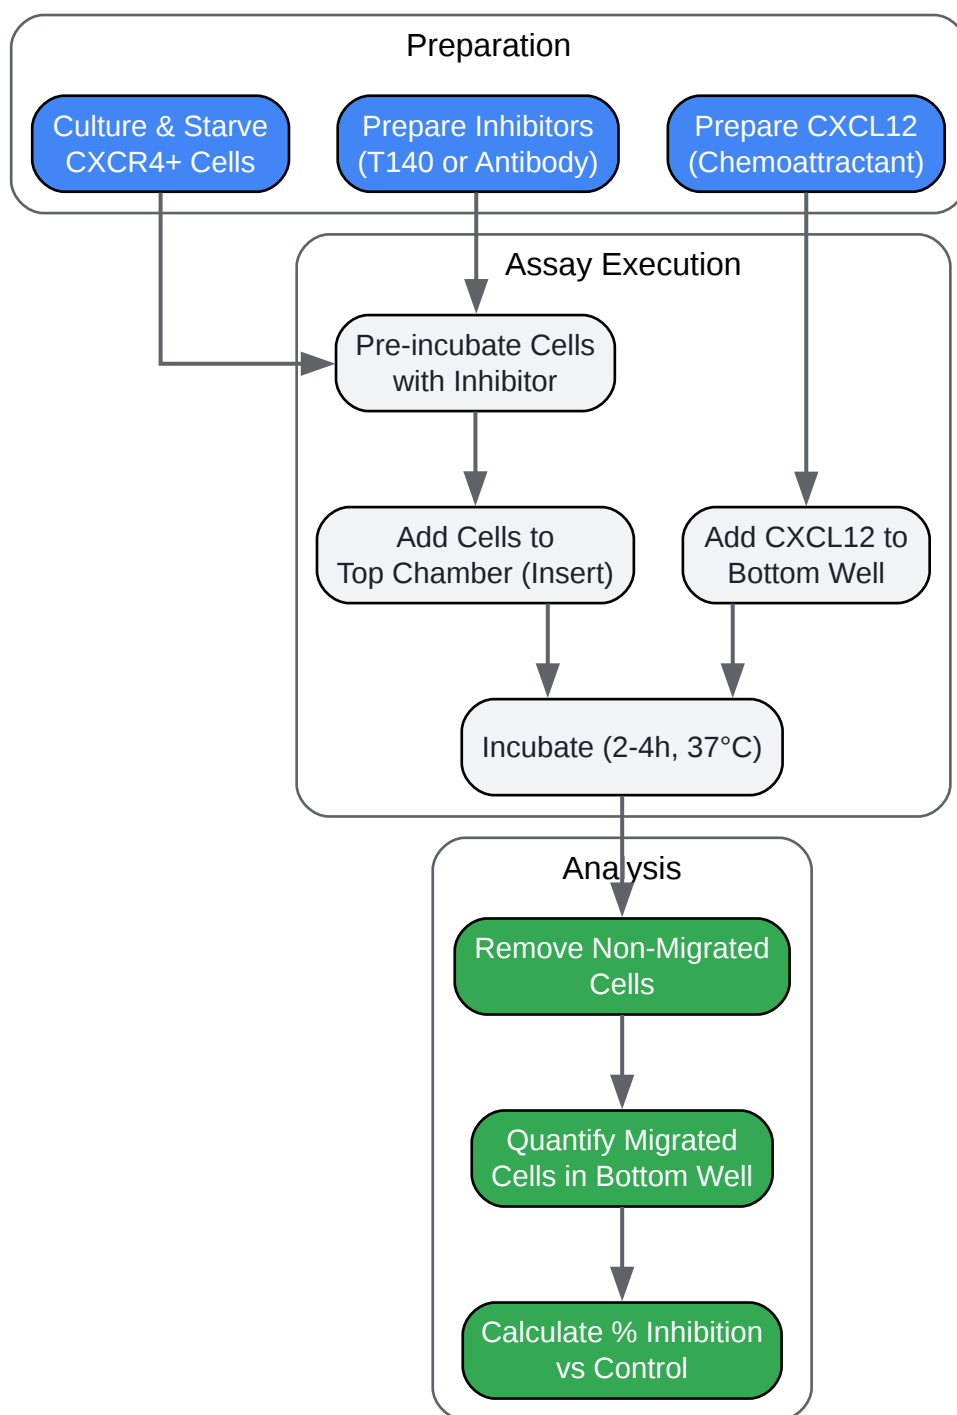 Preparation
Culture & Starve
CXCR4+ Cells
Prepare Inhibitors
(T140 or Antibody)
Prepare CXCL12
(Chemoattractant)
Assay Execution
Pre-incubate Cells
with Inhibitor
Add Cells to
Top Chamber (Insert)
Add CXCL12 to
Bottom Well
Incubate (2-4h, 37°C)
Analysis
Remove Non-Migrated
Cells
Quantify Migrated
Cells in Bottom Well
Calculate % Inhibition
vs Control